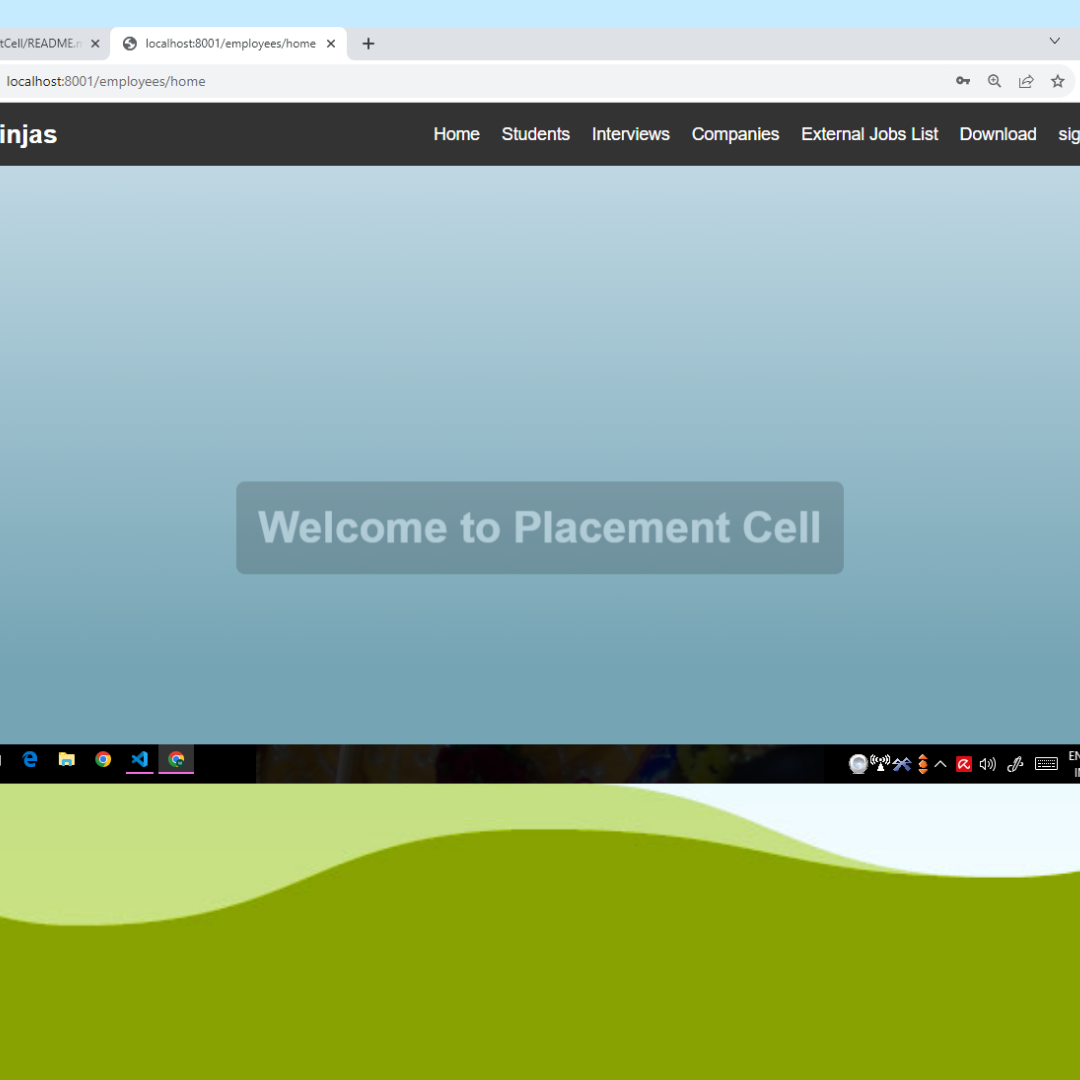 tCell/README.m
localhost:8001/employees/home
localhost:8001/employees/home
injas
Home Students Interviews Companies External Jobs List Download sig
Welcome to Placement Cell
EN